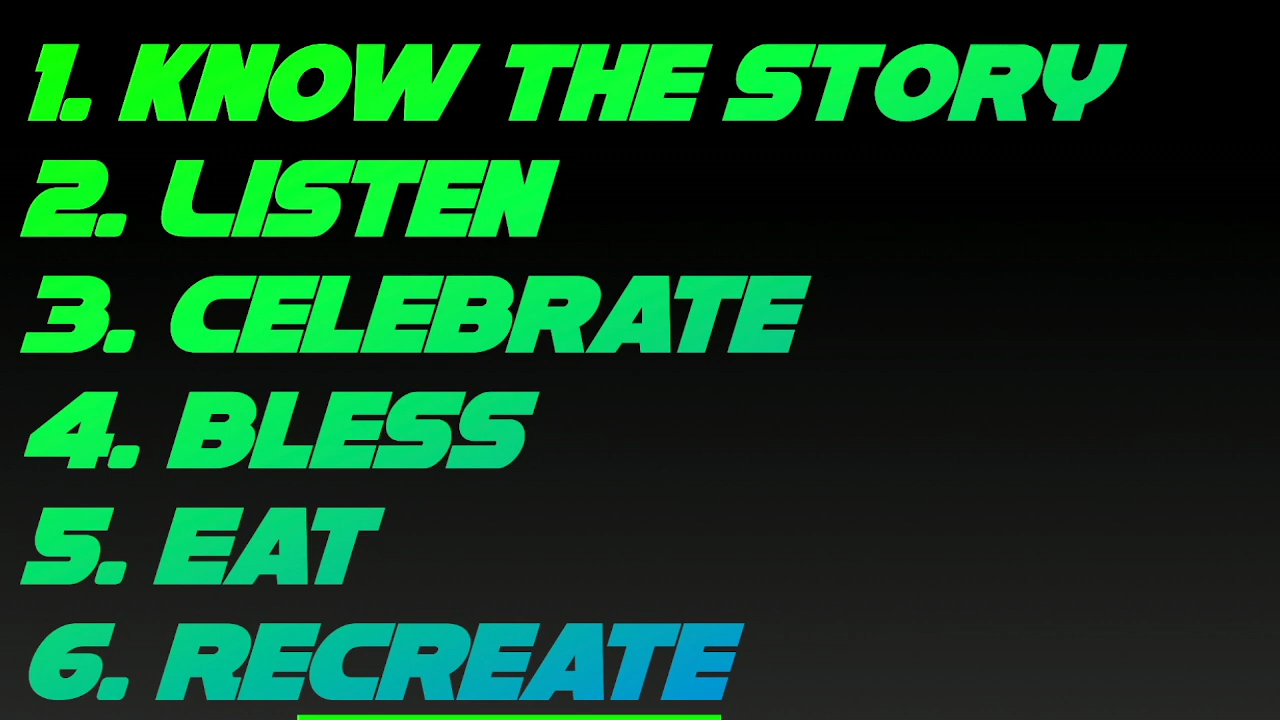 1. KNOW THE STORY
2. LISTEN
3. CELEBRATE
4. BLESS
5. EAT
6. RECREATE